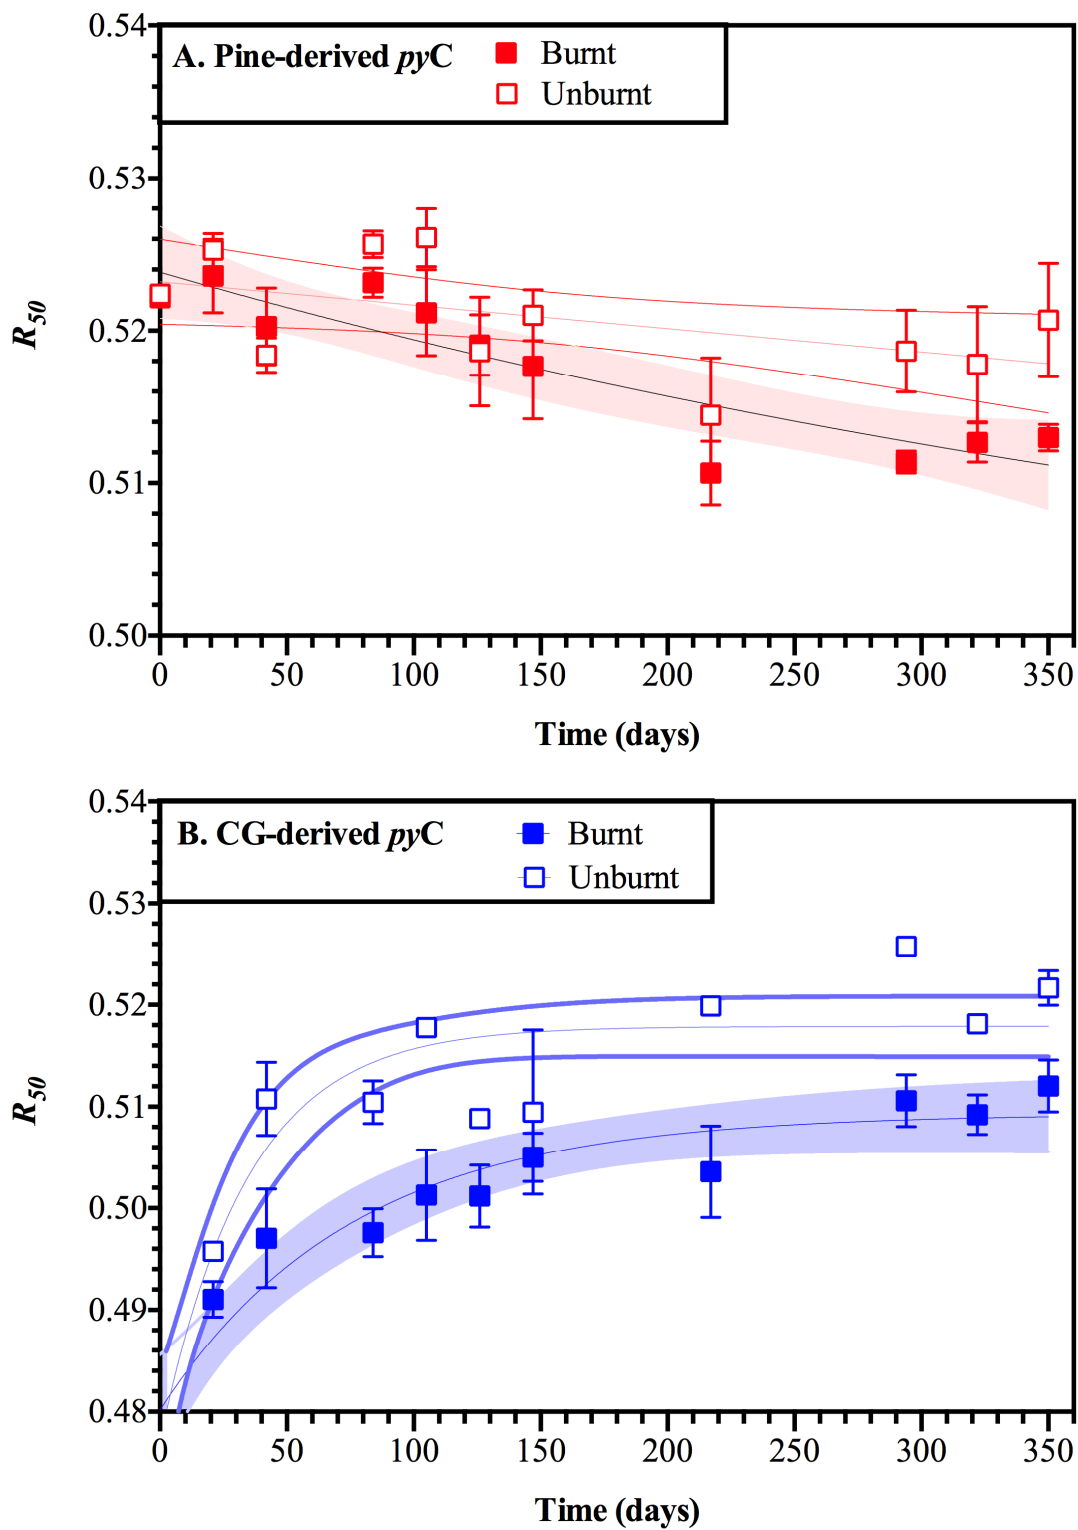 0.54
A. Pine-derived pyC
Burnt
Unburnt
0.53
0.52
0.51
0.50
R50
0 50 100 150 200 250 300 350
Time (days)
0.54
B. CG-derived pyC
Burnt
Unburnt
0.53
0.52
0.51
0.50
0.49
0.48
R50
0 50 100 150 200 250 300 350
Time (days)